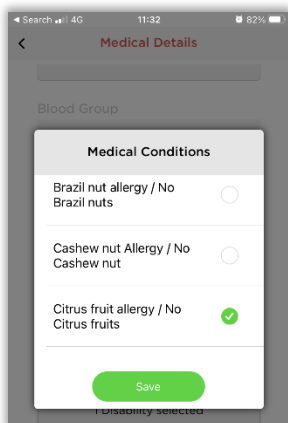 Search 4G 11:32 82%
Medical Details
Blood Group
Medical Conditions
Brazil nut allergy / No
Brazil nuts
Cashew nut Allergy / No
Cashew nut
Citrus fruit allergy / No
Citrus fruits
Save
1 Disability selected